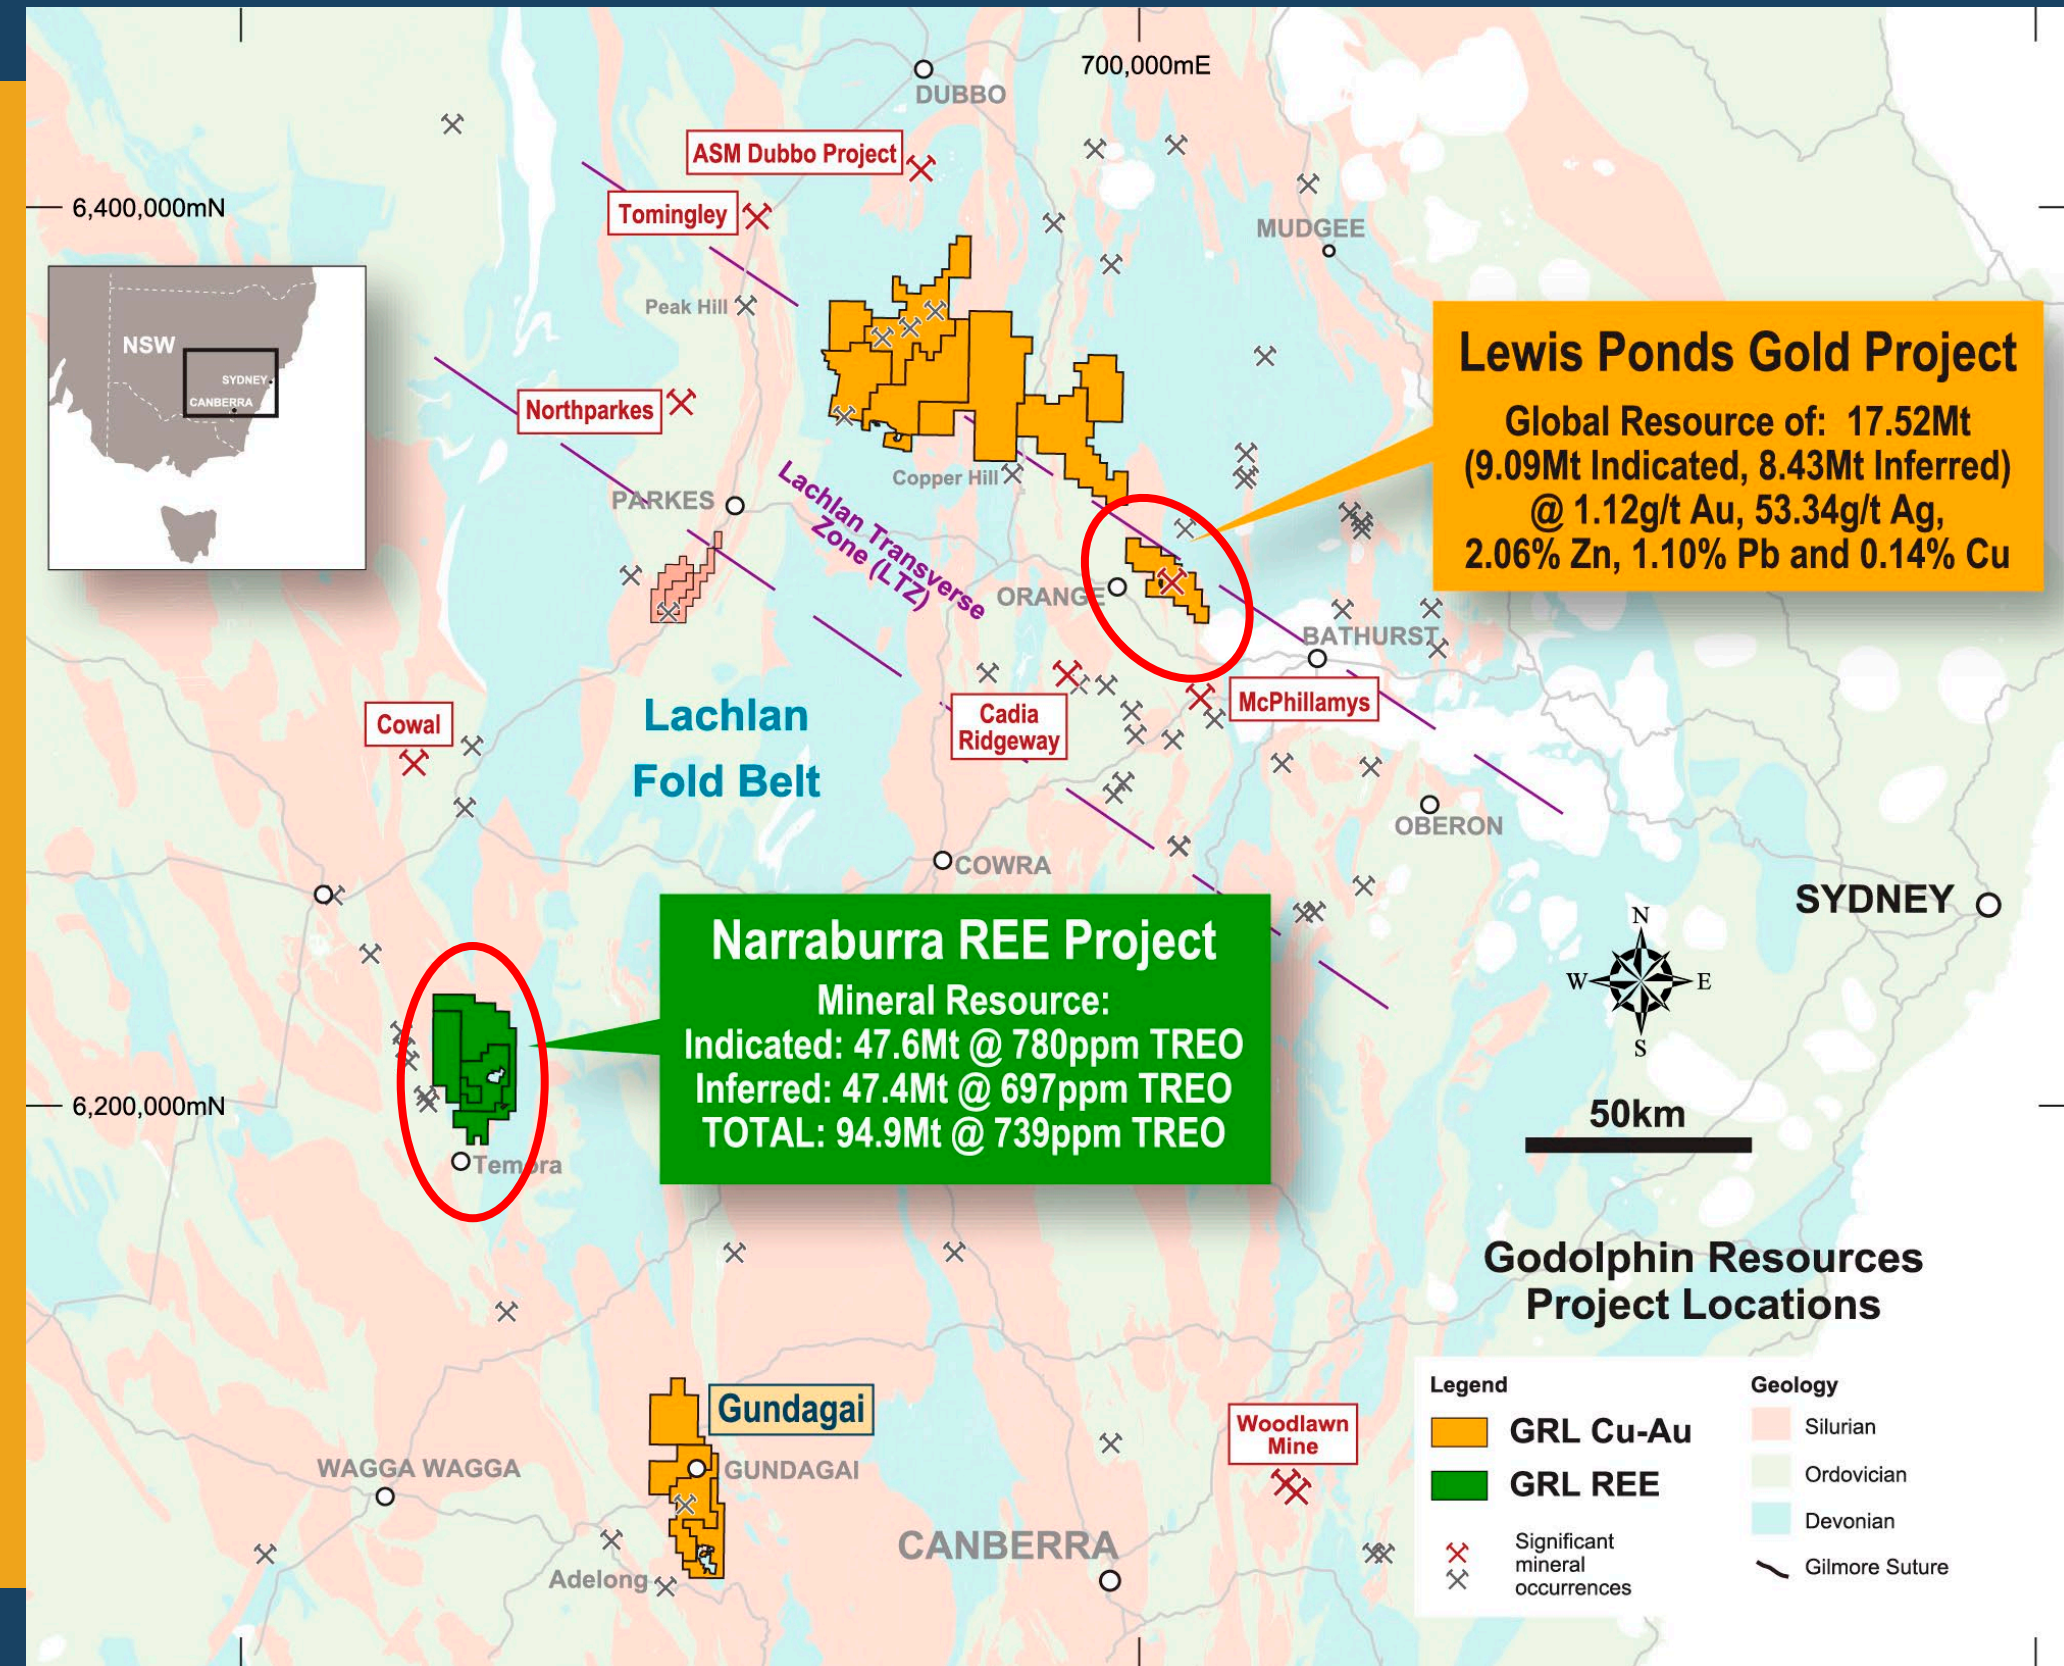 700,000mE
DUBBO
ASM Dubbo Project
6,400,000mN
Tomingley
MUDGEE
Peak Hill
NSW
SYDNEY
CANBERRA
Northparkes
Lewis Ponds Gold Project
Global Resource of: 17.52Mt
(9.09Mt Indicated, 8.43Mt Inferred)
@ 1.12g/t Au, 53.34g/t Ag,
2.06% Zn, 1.10% Pb and 0.14% Cu
Copper Hill
PARKES
Lachlan Transverse
Zone (LTZ)
ORANGE
BATHURST
McPhillamys
Cadia
Ridgeway
Cowal
Lachlan
Fold Belt
OBERON
COWRA
SYDNEY
Narraburra REE Project
Mineral Resource:
Indicated: 47.6Mt @ 780ppm TREO
Inferred: 47.4Mt @ 697ppm TREO
TOTAL: 94.9Mt @ 739ppm TREO
N
W
E
S
6,200,000mN
50km
Temora
Godolphin Resources
Project Locations
Gundagai
GUNDAGAI
WAGGA WAGGA
Woodlawn
Mine
CANBERRA
Adelong
Legend
GRL Cu-Au
GRL REE
Significant
mineral
occurrences
Geology
Silurian
Ordovician
Devonian
Gilmore Suture